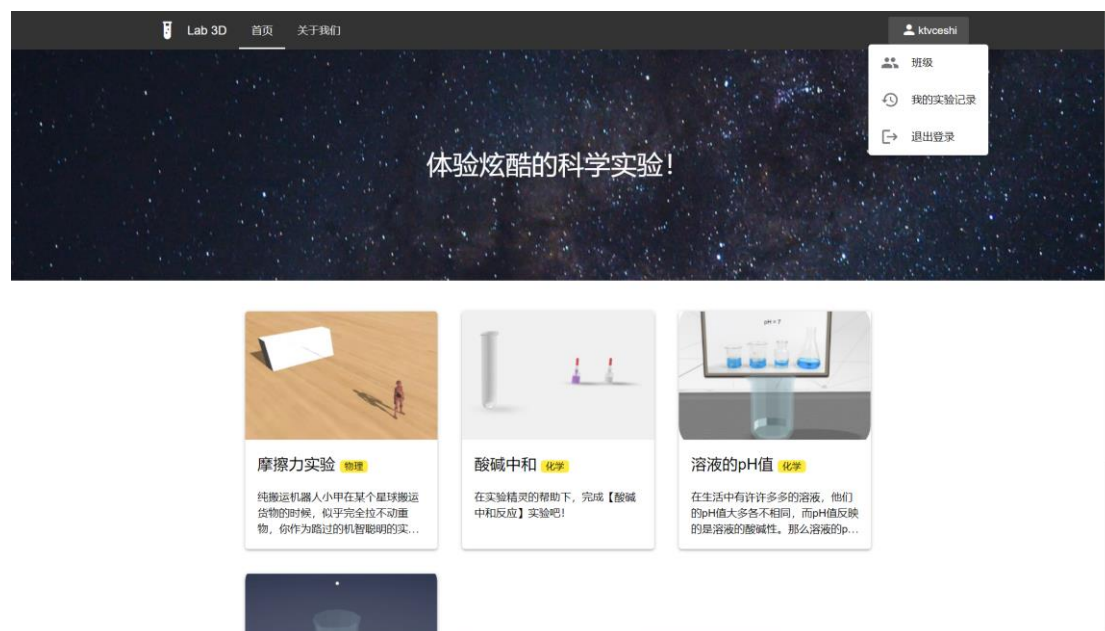 Lab 3D 首页 关于我们 ktvceshi
班级
我的实验记录
退出登录
体验炫酷的科学实验！
pH = 7
摩擦力实验 物理
纯搬运机器人小甲在某个星球搬运
货物的时候，似乎完全拉不动重
物，你作为路过的机智聪明的实...
酸碱中和 化学
在实验精灵的帮助下，完成【酸碱
中和反应】实验吧！
溶液的pH值 化学
在生活中有许许多多的溶液，他们
的pH值大多各不相同，而pH值反映
的是溶液的酸碱性。那么溶液的p...